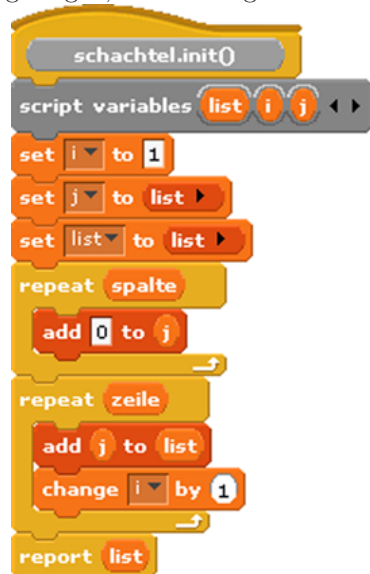 schachtel.init()
script variables list i j
set i to 1
set j to list
set list to list
repeat spalte
add 0 to j
repeat zeile
add j to list
change i by 1
report list